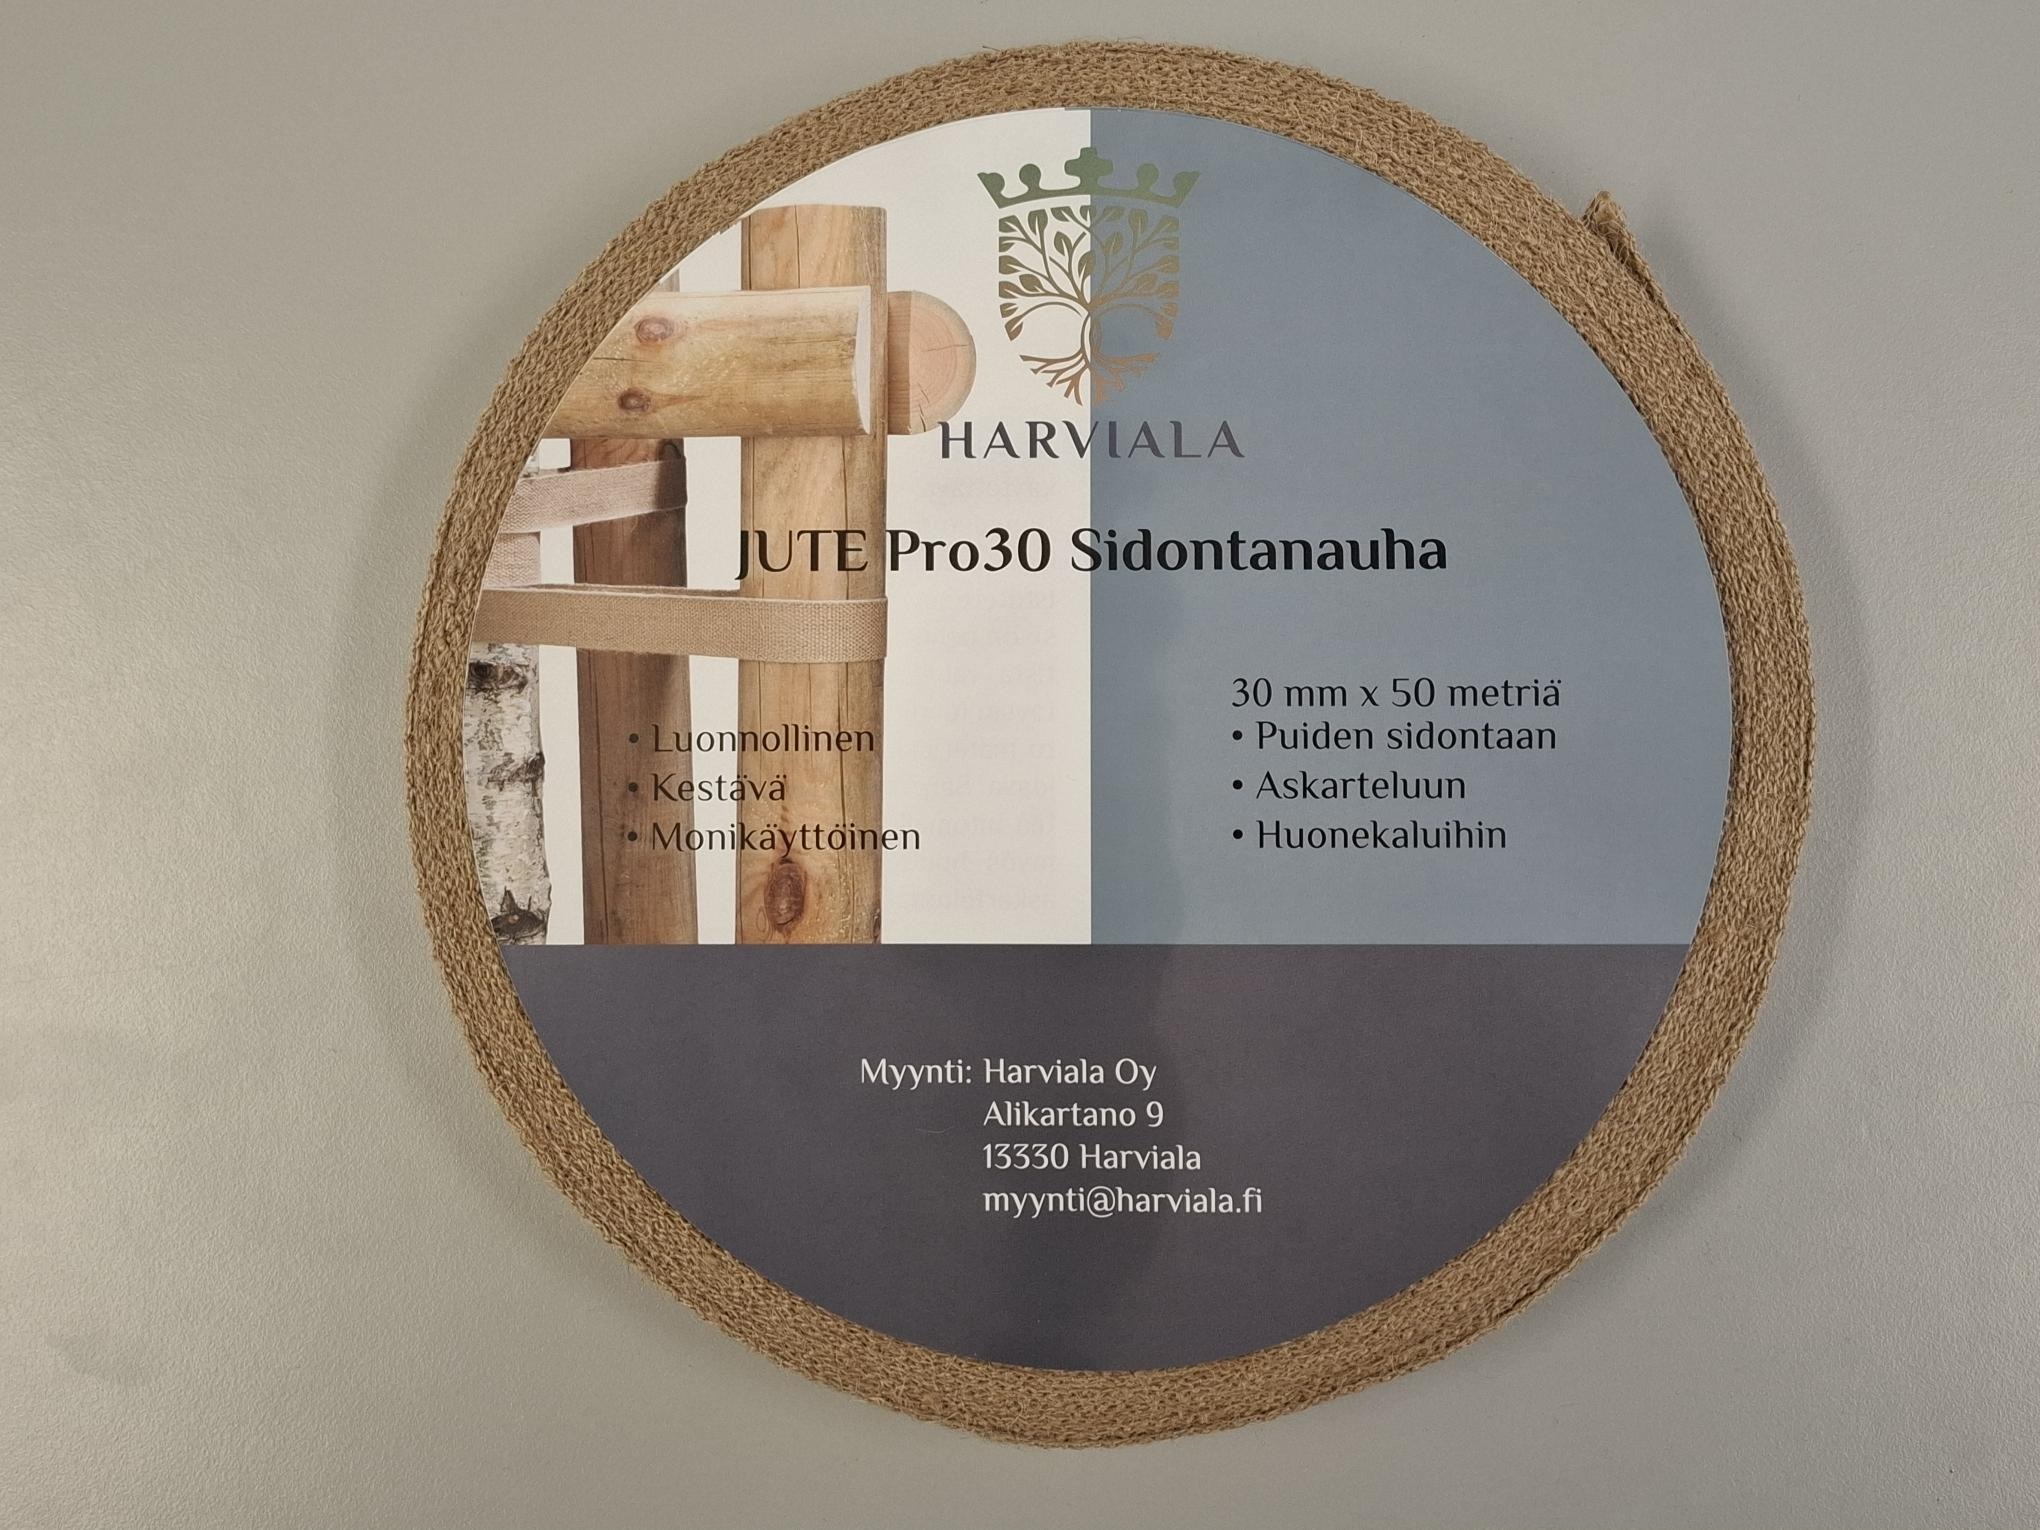 HARVIALA
JUTE Pro30 Sidontanauha
• Luonnollinen
• Kestävä
• Monikäyttöinen
30 mm x 50 metriä
• Puiden sidontaan
• Askarteluun
• Huonekaluihin
Myynti: Harviala Oy
Alikartano 9
13330 Harviala
myynti@harviala.fi